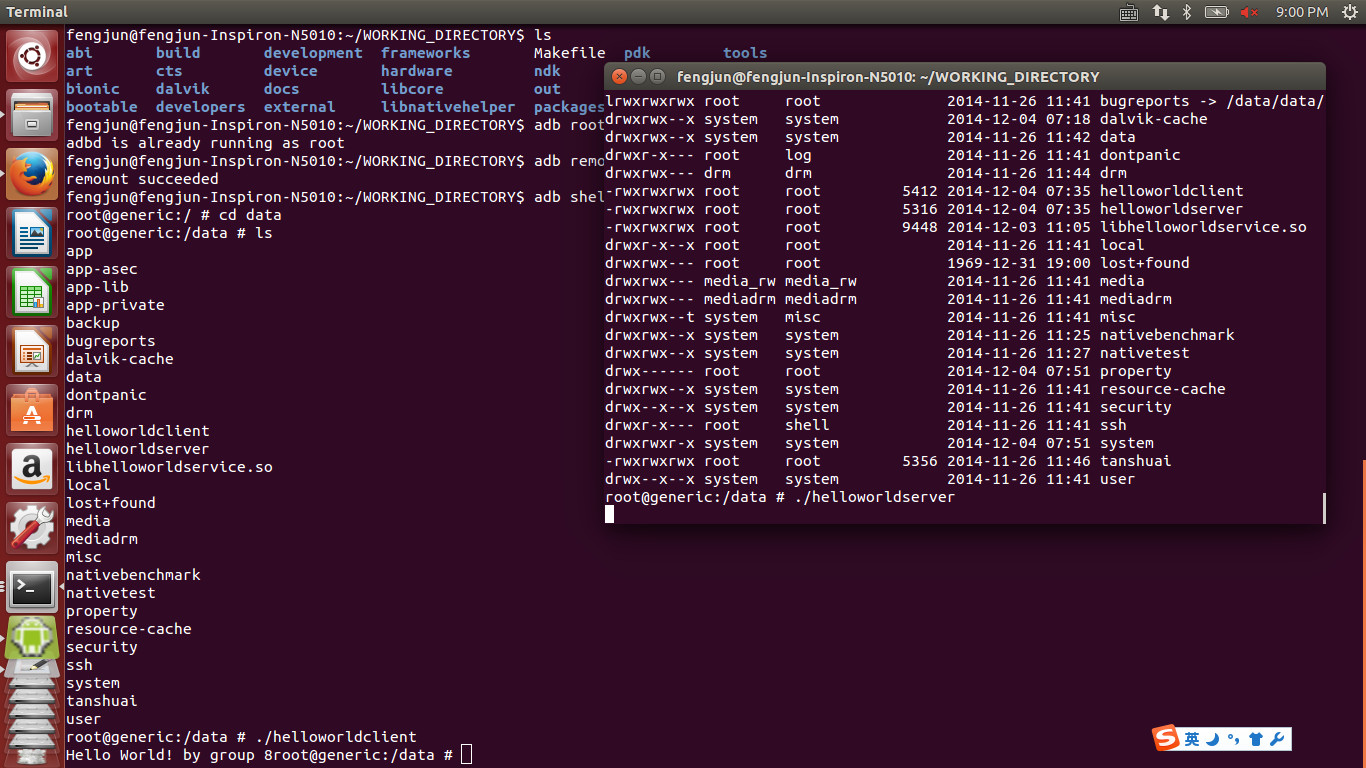 Terminal
9:00 PM
fengjun@fengjun-Inspiron-N5010:~/WORKING_DIRECTORY$ ls
abi build development frameworks Makefile pdk tools
art cts device hardware ndk
bionic dalvik docs libcore out
bootable developers external libnativehelper packages
fengjun@fengjun-Inspiron-N5010:~/WORKING_DIRECTORY$ adb root
adbd is already running as root
fengjun@fengjun-Inspiron-N5010:~/WORKING_DIRECTORY$ adb remo
remount succeeded
fengjun@fengjun-Inspiron-N5010:~/WORKING_DIRECTORY$ adb shel
root@generic:/ # cd data
root@generic:/data # ls
app
app-asec
app-lib
app-private
backup
bugreports
dalvik-cache
data
dontpanic
drm
helloworldclient
helloworldserver
libhelloworldservice.so
local
lost+found
media
mediadrm
misc
nativebenchmark
nativetest
property
resource-cache
security
ssh
system
tanshuai
user
root@generic:/data # ./helloworldclient
Hello World! by group 8root@generic:/data #
fengjun@fengjun-Inspiron-N5010: ~/WORKING_DIRECTORY
lrwxrwxrwx root root 2014-11-26 11:41 bugreports -> /data/data/
drwxrwx--x system system 2014-12-04 07:18 dalvik-cache
drwxrwx--x system system 2014-11-26 11:42 data
drwxr-x--- root log 2014-11-26 11:41 dontpanic
drwxrwx--- drm drm 2014-11-26 11:44 drm
-rwxrwxrwx root root 5412 2014-12-04 07:35 helloworldclient
-rwxrwxrwx root root 5316 2014-12-04 07:35 helloworldserver
-rwxrwxrwx root root 9448 2014-12-03 11:05 libhelloworldservice.so
drwxr-x--x root root 2014-11-26 11:41 local
drwxrwx--- root root 1969-12-31 19:00 lost+found
drwxrwx--- media_rw media_rw 2014-11-26 11:41 media
drwxrwx--- mediadrm mediadrm 2014-11-26 11:41 mediadrm
drwxrwx--t system misc 2014-11-26 11:41 misc
drwxrwx--x system system 2014-11-26 11:25 nativebenchmark
drwxrwx--x system system 2014-11-26 11:27 nativetest
drwx------ root root 2014-12-04 07:51 property
drwxrwx--x system system 2014-11-26 11:41 resource-cache
drwx--x--x system system 2014-11-26 11:41 security
drwxr-x--- root shell 2014-11-26 11:41 ssh
drwxrwxr-x system system 2014-12-04 07:51 system
-rwxrwxrwx root root 5356 2014-11-26 11:46 tanshuai
drwx--x--x system system 2014-11-26 11:41 user
root@generic:/data # ./helloworldserver
英